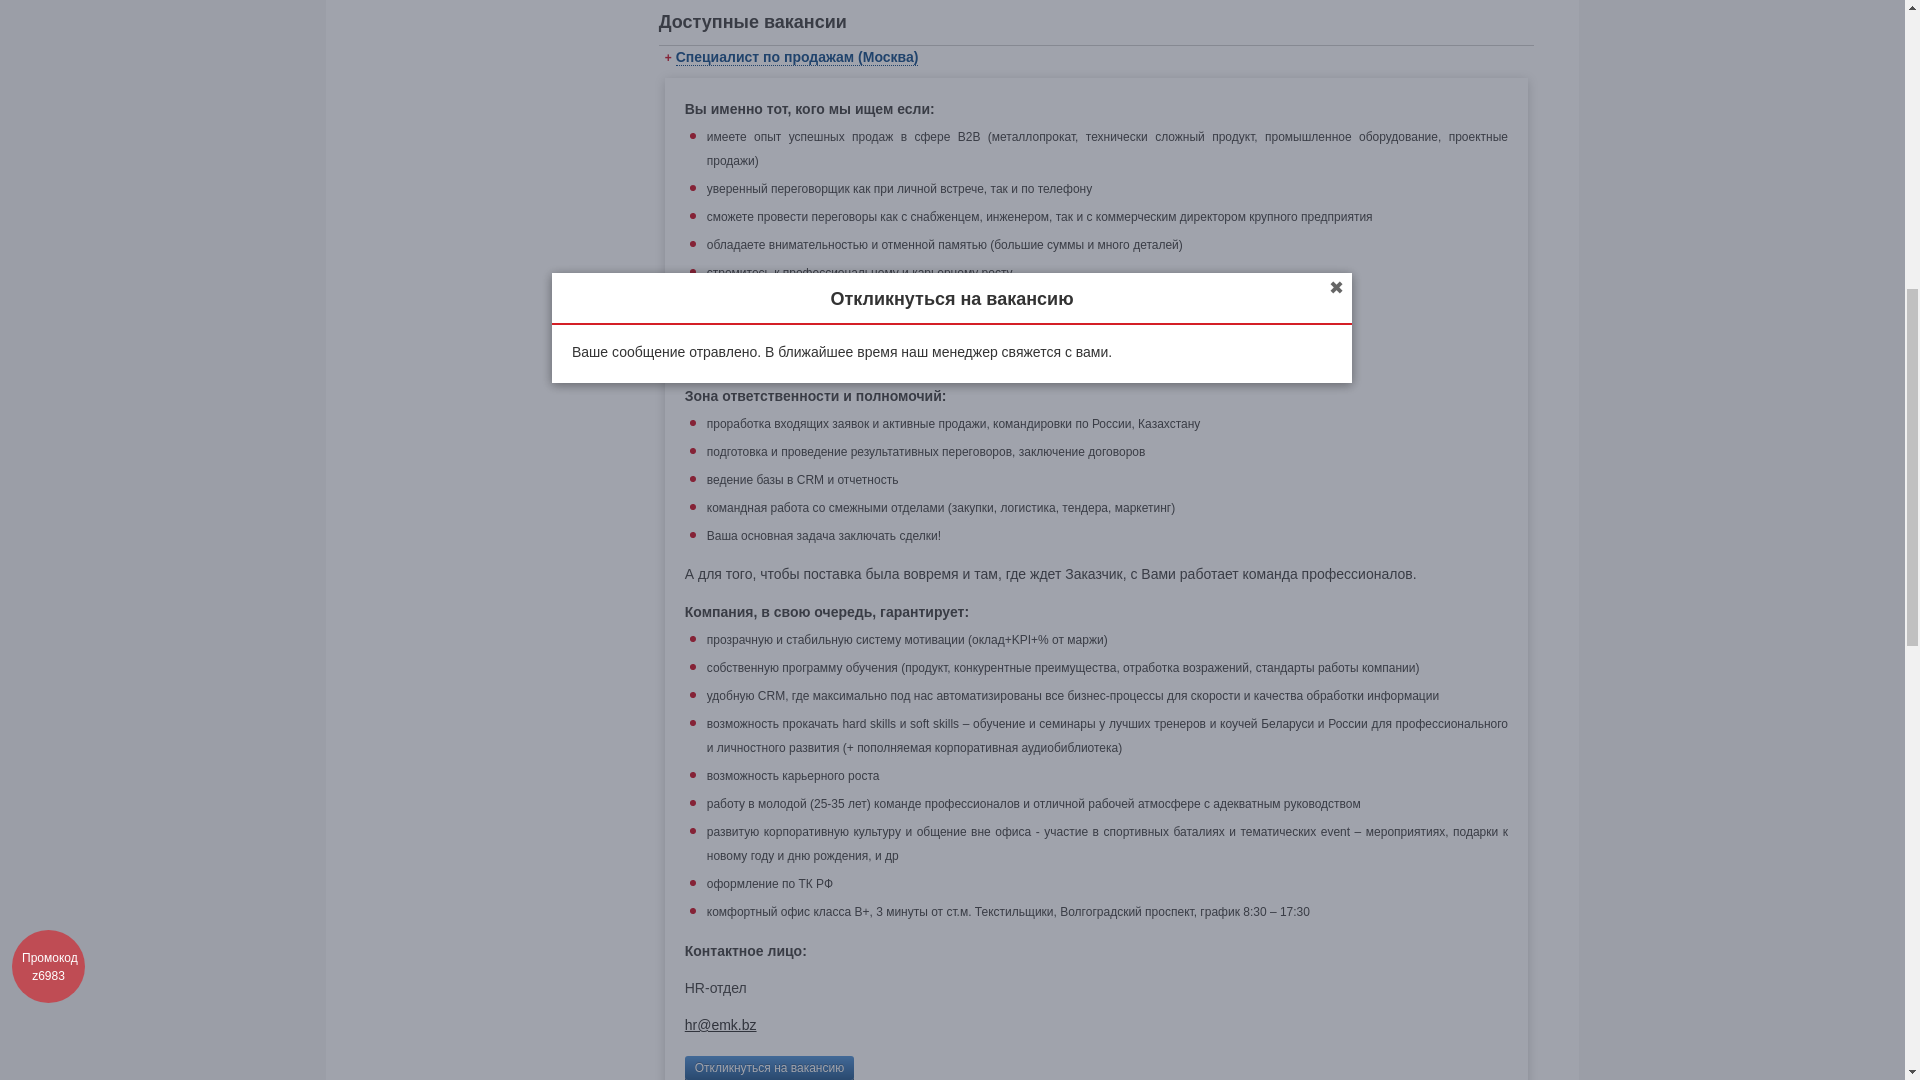 Доступные вакансии
+ Специалист по продажам (Москва)
Вы именно тот, кого мы ищем если:
имеете опыт успешных продаж в сфере B2B (металлопрокат, технически сложный продукт, промышленное оборудование, проектные
продажи)
уверенный переговорщик как при личной встрече, так и по телефону
сможете провести переговоры как с снабженцем, инженером, так и с коммерческим директором крупного предприятия
обладаете внимательностью и отменной памятью (большие суммы и много деталей)
стремитесь к профессиональному и карьерному росту
Откликнуться на вакансию
✖
Ваше сообщение отравлено. В ближайшее время наш менеджер свяжется с вами.
Зона ответственности и полномочий:
проработка входящих заявок и активные продажи, командировки по России, Казахстану
подготовка и проведение результативных переговоров, заключение договоров
ведение базы в CRM и отчетность
командная работа со смежными отделами (закупки, логистика, тендера, маркетинг)
Ваша основная задача заключать сделки!
А для того, чтобы поставка была вовремя и там, где ждет Заказчик, с Вами работает команда профессионалов.
Компания, в свою очередь, гарантирует:
прозрачную и стабильную систему мотивации (оклад+KPI+% от маржи)
собственную программу обучения (продукт, конкурентные преимущества, отработка возражений, стандарты работы компании)
удобную CRM, где максимально под нас автоматизированы все бизнес-процессы для скорости и качества обработки информации
возможность прокачать hard skills и soft skills – обучение и семинары у лучших тренеров и коучей Беларуси и России для профессионального
и личностного развития (+ пополняемая корпоративная аудиобиблиотека)
возможность карьерного роста
работу в молодой (25-35 лет) команде профессионалов и отличной рабочей атмосфере с адекватным руководством
развитую корпоративную культуру и общение вне офиса - участие в спортивных баталиях и тематических event – мероприятиях, подарки к
новому году и дню рождения, и др
оформление по ТК РФ
комфортный офис класса В+, 3 минуты от ст.м. Текстильщики, Волгоградский проспект, график 8:30 – 17:30
Контактное лицо:
HR-отдел
hr@emk.bz
Откликнуться на вакансию
Промокод
z6983